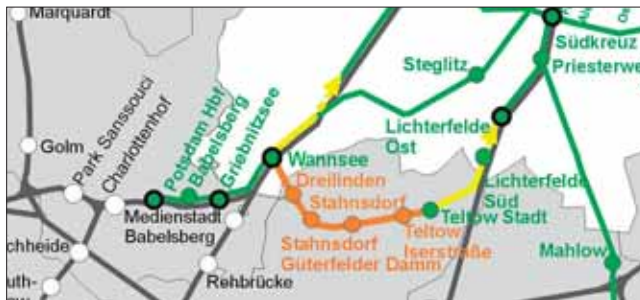 Marquardt
Südkreuz
Steglitz
Priesterwe
Golm
Park Sanssouci
Charlottenhof
Potsdam Hbf
Babelsberg
Griebnitzsee
Lichterfelde
Ost
Wannsee
Dreilinden
Stahnsdorf
Lichterfelde
Süd
Teltow Stadt
Medienstadt
Babelsberg
Stahnsdorf
Güterfelder Damm
Teltow
Iserstraße
Mahlow
chheide
Rehbrücke
uth-